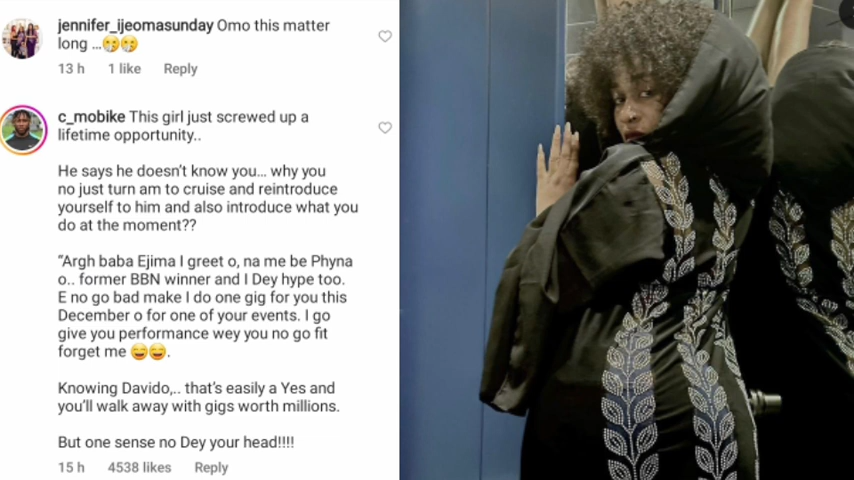 jennifer_ijeomasunday Omo this matter
long ...🤫🤫
13 h 1 like Reply
c_mobike This girl just screwed up a
lifetime opportunity..
He says he doesn't know you... why you
no just turn am to cruise and reintroduce
yourself to him and also introduce what you
do at the moment??
"Argh baba Ejima I greet o, na me be Phyna
o.. former BBN winner and I Dey hype too.
E no go bad make I do one gig for you this
December o for one of your events. I go
give you performance wey you no go fit
forget me 😄😄.
Knowing Davido,.. that's easily a Yes and
you'll walk away with gigs worth millions.
But one sense no Dey your head!!!!
15 h 4538 likes Reply